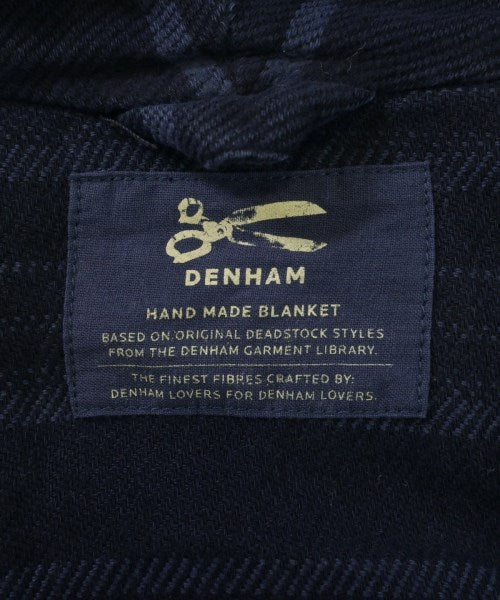 DENHAM
HAND MADE BLANKET
BASED ON ORIGINAL DEADSTOCK STYLES
FROM THE DENHAM GARMENT LIBRARY.
THE FINEST FIBRES CRAFTED BY:
DENHAM LOVERS FOR DENHAM LOVERS.